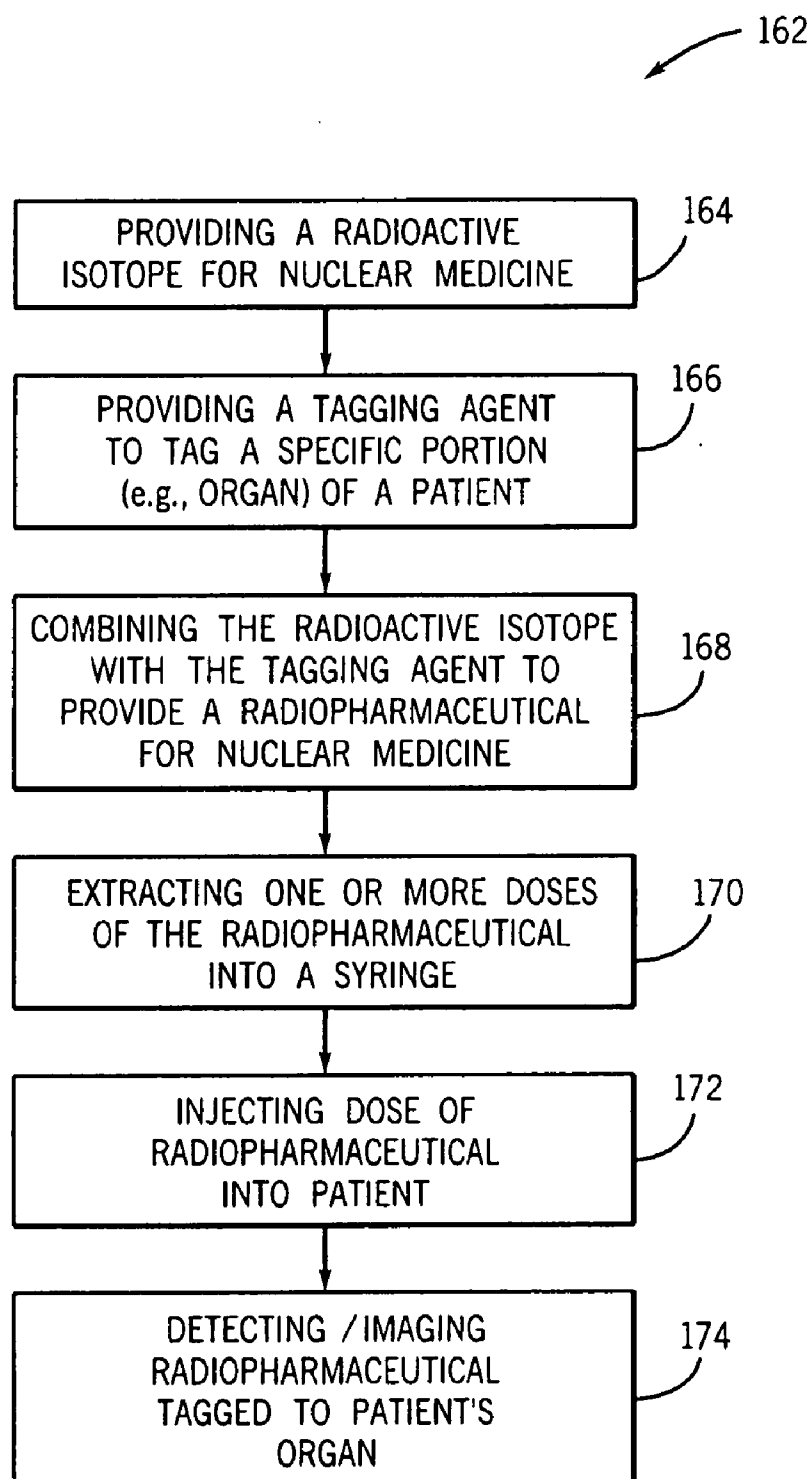 162
PROVIDING A RADIOACTIVE
ISOTOPE FOR NUCLEAR MEDICINE
164
PROVIDING A TAGGING AGENT
TO TAG A SPECIFIC PORTION
(e.g., ORGAN) OF A PATIENT
166
COMBINING THE RADIOACTIVE ISOTOPE
WITH THE TAGGING AGENT TO
PROVIDE A RADIOPHARMACEUTICAL
FOR NUCLEAR MEDICINE
168
EXTRACTING ONE OR MORE DOSES
OF THE RADIOPHARMACEUTICAL
INTO A SYRINGE
170
INJECTING DOSE OF
RADIOPHARMACEUTICAL
INTO PATIENT
172
DETECTING / IMAGING
RADIOPHARMACEUTICAL
TAGGED TO PATIENT'S
ORGAN
174